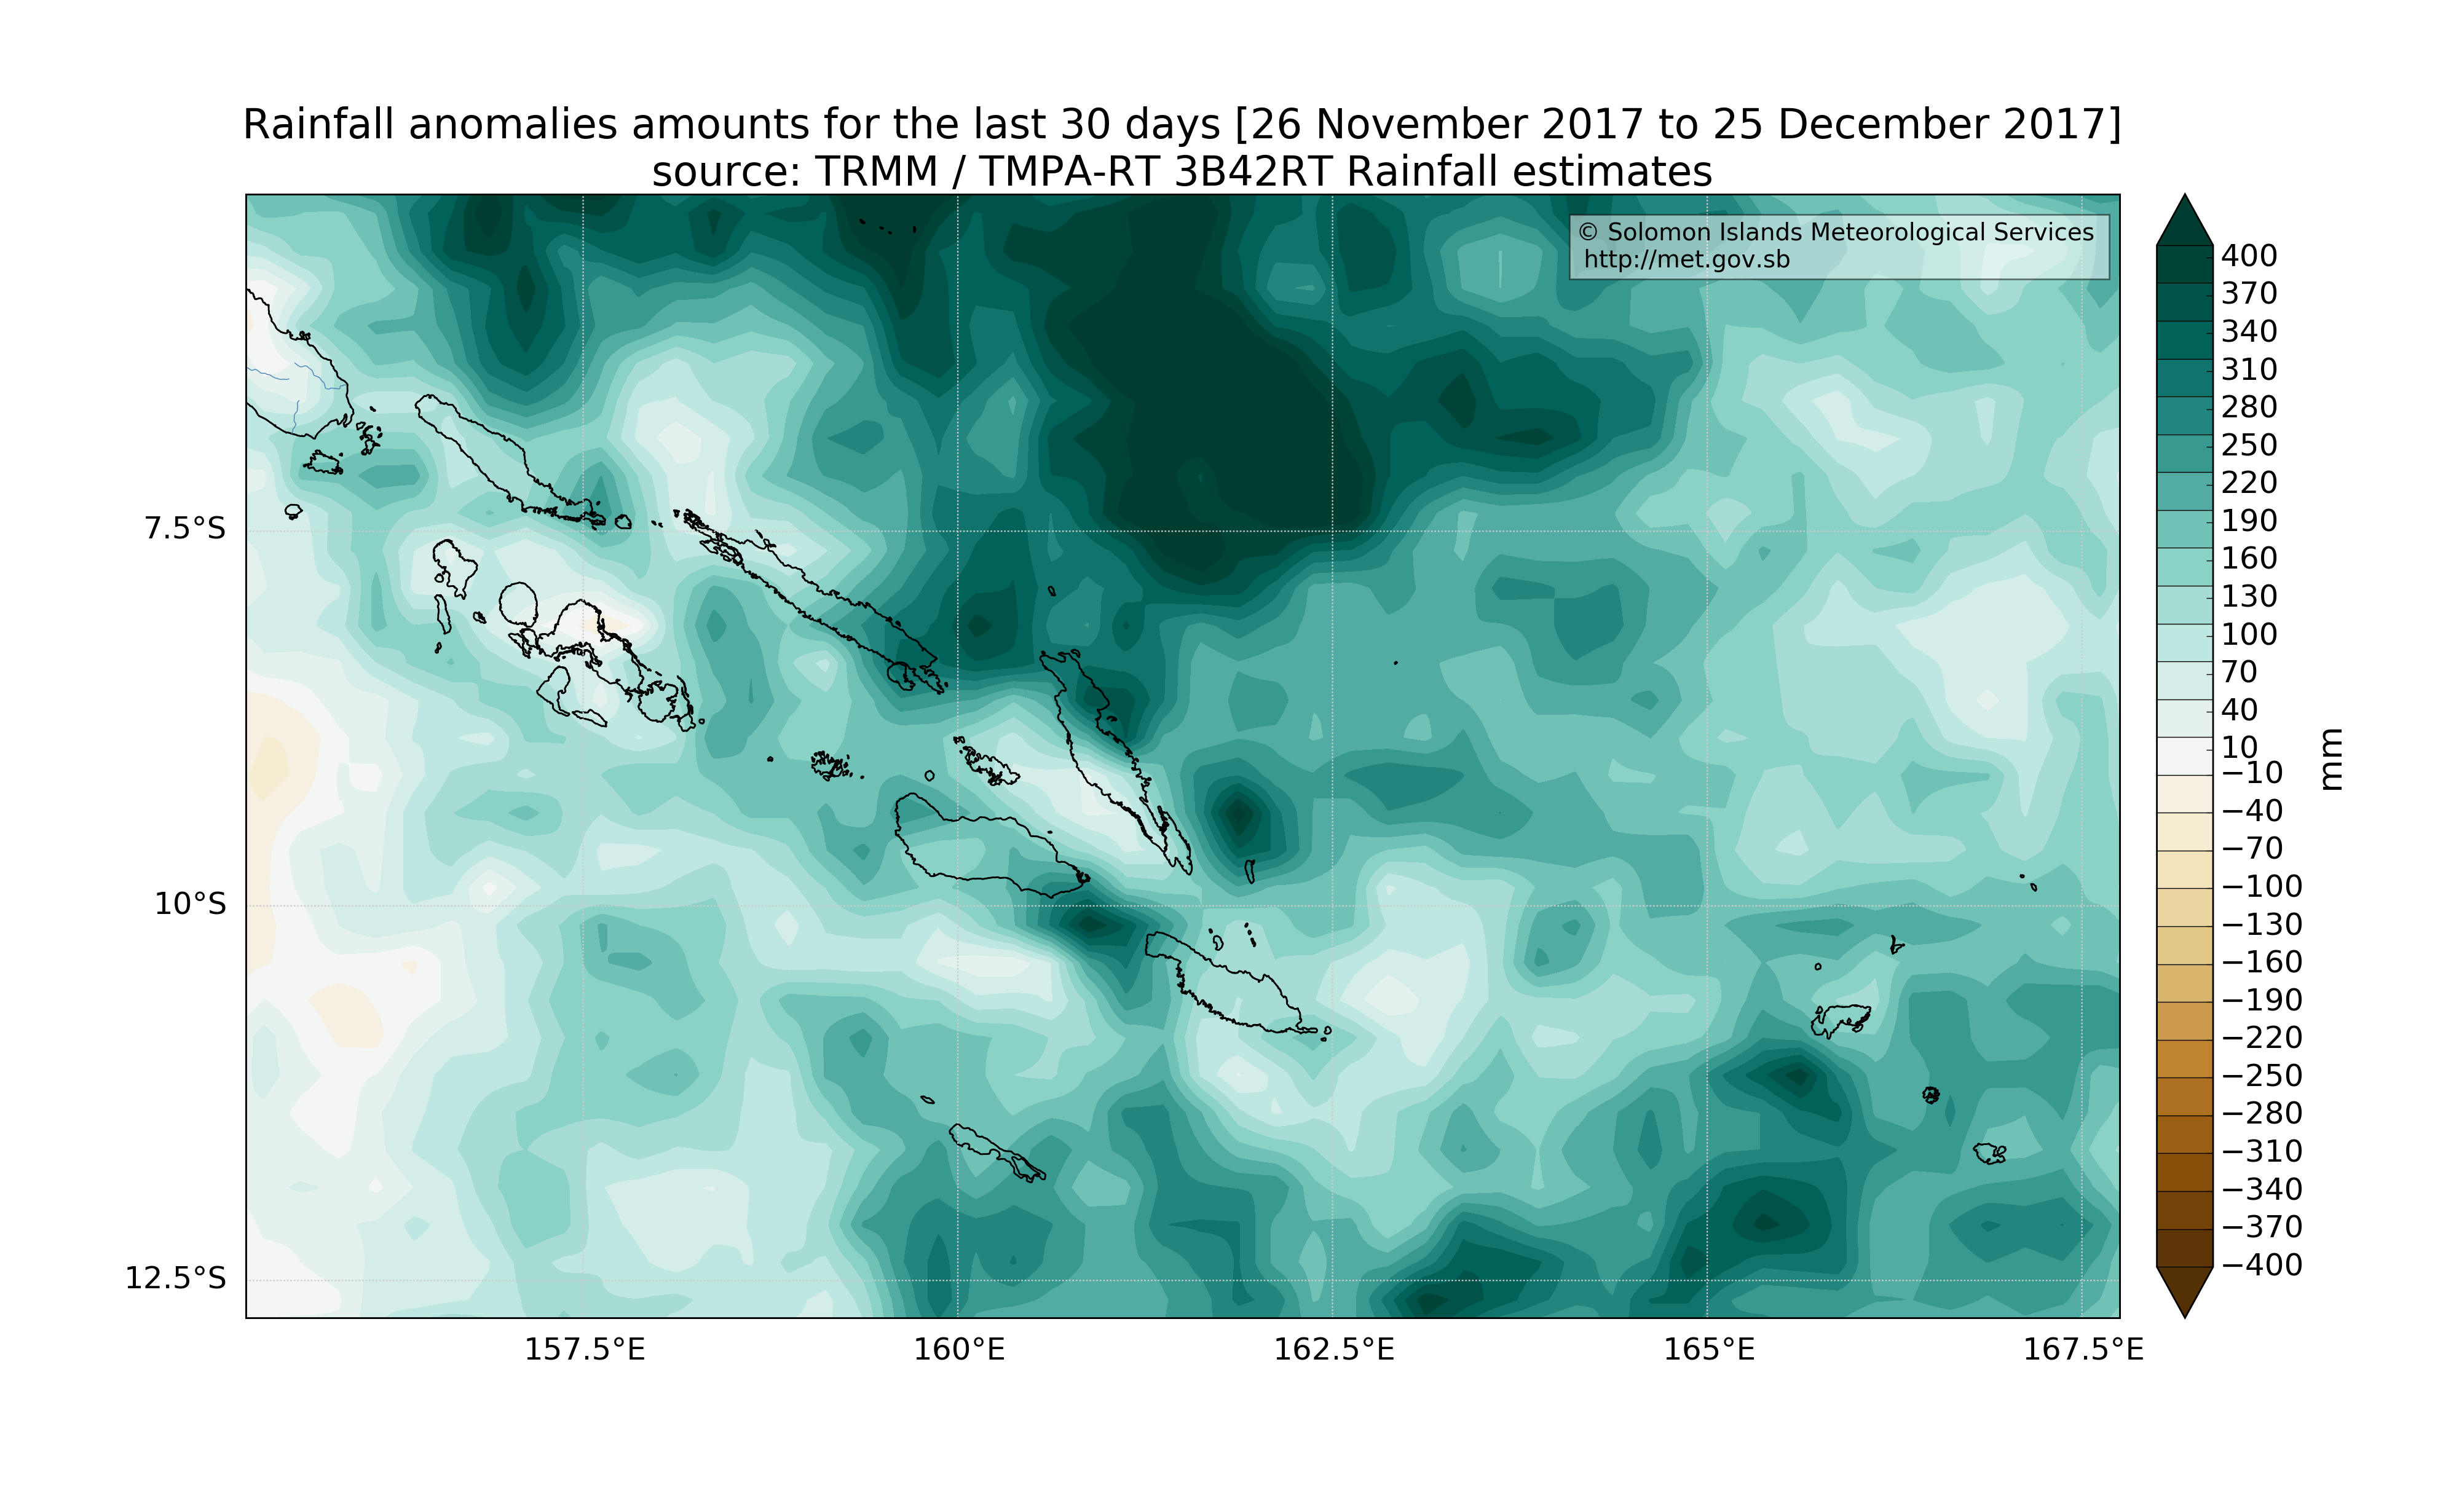 Rainfall anomalies amounts for the last 30 days [26 November 2017 to 25 December 2017]
source: TRMM / TMPA-RT 3B42RT Rainfall estimates
© Solomon Islands Meteorological Services
http://met.gov.sb
7.5°S
10°S
12.5°S
157.5°E
160°E
162.5°E
165°E
167.5°E
400
370
340
310
280
250
220
190
160
130
100
70
40
10
−10
−40
−70
−100
−130
−160
−190
−220
−250
−280
−310
−340
−370
−400
mm